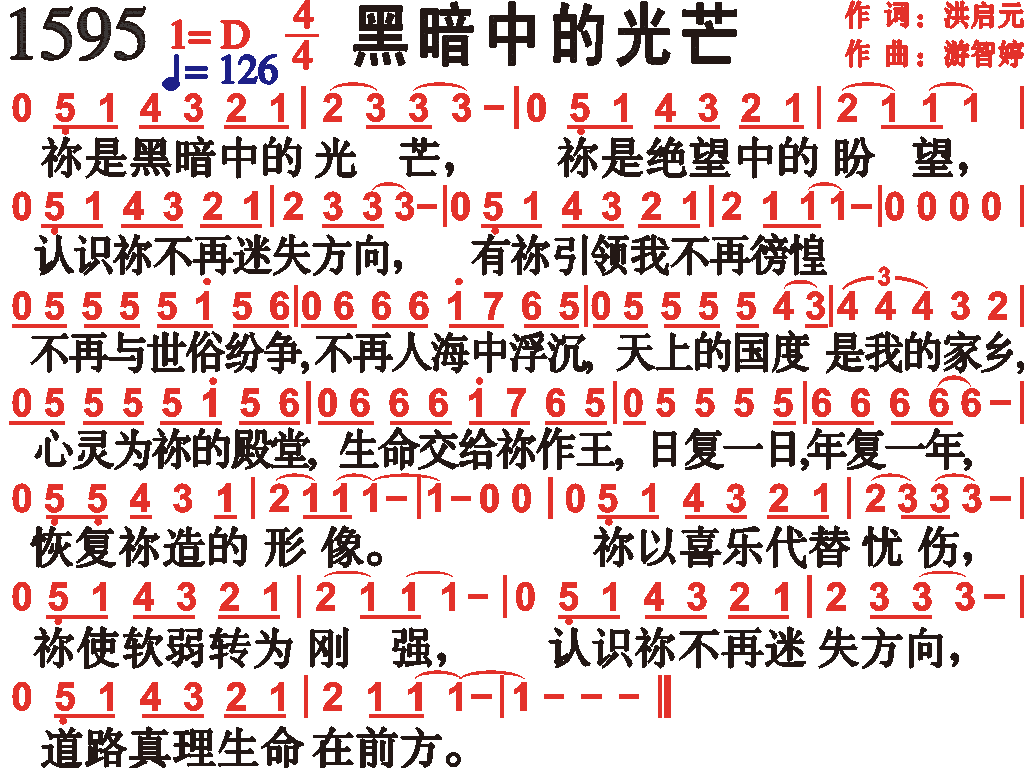 1595 1=D 4/4 黑暗中的光芒 作 词：洪启元
♩=126 作 曲：游智婷
0 5 1 4 3 2 1 | 2 3 3 3 - | 0 5 1 4 3 2 1 | 2 1 1 1 |
祢是黑暗中的 光 芒， 祢是绝望中的 盼 望，
0 5 1 4 3 2 1 | 2 3 3 3 - | 0 5 1 4 3 2 1 | 2 1 1 1 - | 0 0 0 0 |
认识祢不再迷失方向， 有祢引领我不再徬惶
0 5 5 5 5 5 1 5 6 | 0 6 6 6 1 7 6 5 | 0 5 5 5 5 4 3 | 4 4 4 3 2 |
不再与世俗纷争,不再人海中浮沉, 天上的国度 是我的家乡,
0 5 5 5 5 1 5 6 | 0 6 6 6 1 7 6 5 | 0 5 5 5 5 | 6 6 6 6 6 - |
心灵为祢的殿堂, 生命交给祢作王, 日复一日,年复一年,
0 5 5 4 3 1 | 2 1 1 1 - | 1 - 0 0 | 0 5 1 4 3 2 1 | 2 3 3 3 - |
恢复祢造的 形 像。 祢以喜乐代替 忧 伤，
0 5 1 4 3 2 1 | 2 1 1 1 - | 0 5 1 4 3 2 1 | 2 3 3 3 - |
祢使软弱转为 刚 强， 认识祢不再迷 失方向，
0 5 1 4 3 2 1 | 2 1 1 1 - | 1 - - - ‖
道路真理生命 在前方。